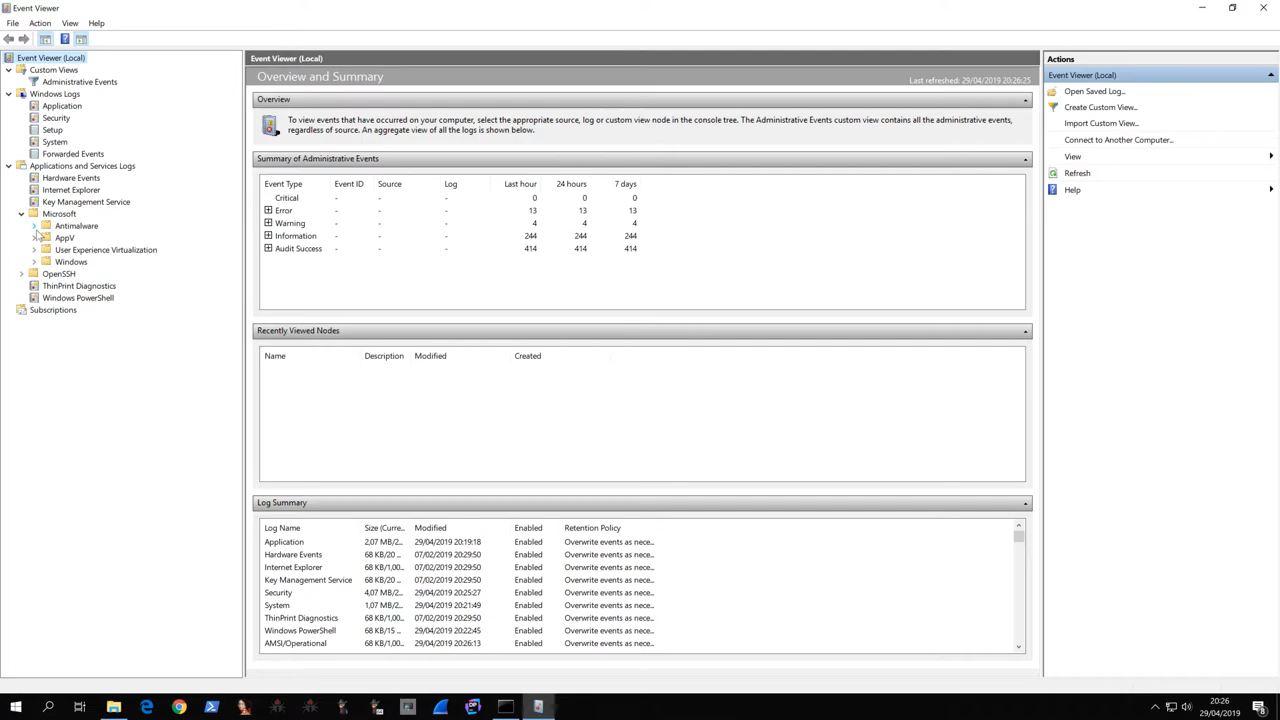 Event Viewer
File Action View Help
Event Viewer (Local)
Custom Views
Administrative Events
Windows Logs
Application
Security
Setup
System
Forwarded Events
Applications and Services Logs
Hardware Events
Internet Explorer
Key Management Service
Microsoft
Antimalware
AppV
User Experience Virtualization
Windows
OpenSSH
ThinPrint Diagnostics
Windows PowerShell
Subscriptions
Event Viewer (Local)
Overview and Summary Last refreshed: 29/04/2019 20:26:25
Overview
To view events that have occurred on your computer, select the appropriate source, log or custom view node in the console tree. The Administrative Events custom view contains all the administrative events,
regardless of source. An aggregate view of all the logs is shown below.
Summary of Administrative Events
Event Type Event ID Source Log Last hour 24 hours 7 days
Critical 0 0 0
Error - - - 13 13 13
Warning - - - 4 4 4
Information - - - 244 244 244
Audit Success - - - 414 414 414
Recently Viewed Nodes
Name Description Modified Created
Log Summary
Log Name Size (Curre... Modified Enabled Retention Policy
Application 2,07 MB/2... 29/04/2019 20:19:18 Enabled Overwrite events as nece...
Hardware Events 68 KB/20 ... 07/02/2019 20:29:50 Enabled Overwrite events as nece...
Internet Explorer 68 KB/1,00... 07/02/2019 20:29:50 Enabled Overwrite events as nece...
Key Management Service 68 KB/20 ... 07/02/2019 20:29:50 Enabled Overwrite events as nece...
Security 4,07 MB/2... 29/04/2019 20:25:27 Enabled Overwrite events as nece...
System 1,07 MB/2... 29/04/2019 20:21:49 Enabled Overwrite events as nece...
ThinPrint Diagnostics 68 KB/1,00... 07/02/2019 20:29:50 Enabled Overwrite events as nece...
Windows PowerShell 68 KB/15 ... 29/04/2019 20:22:45 Enabled Overwrite events as nece...
AMSI/Operational 68 KB/1,00... 29/04/2019 20:26:13 Enabled Overwrite events as nece...
Actions
Event Viewer (Local)
Open Saved Log...
Create Custom View...
Import Custom View...
Connect to Another Computer...
View
Refresh
Help
20:26
29/04/2019
8